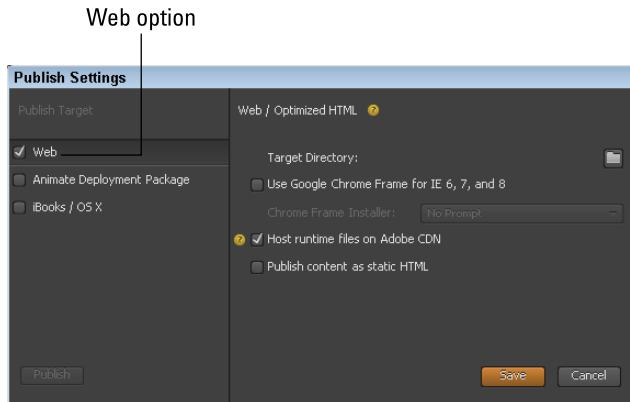 Web option
Publish Settings
Publish Target
Web / Optimized HTML ?
Web
Target Directory:
Animate Deployment Package
Use Google Chrome Frame for IE 6, 7, and 8
iBooks / OS X
Chrome Frame Installer: No Prompt
? Host runtime files on Adobe CDN
Publish content as static HTML
Publish
Save
Cancel